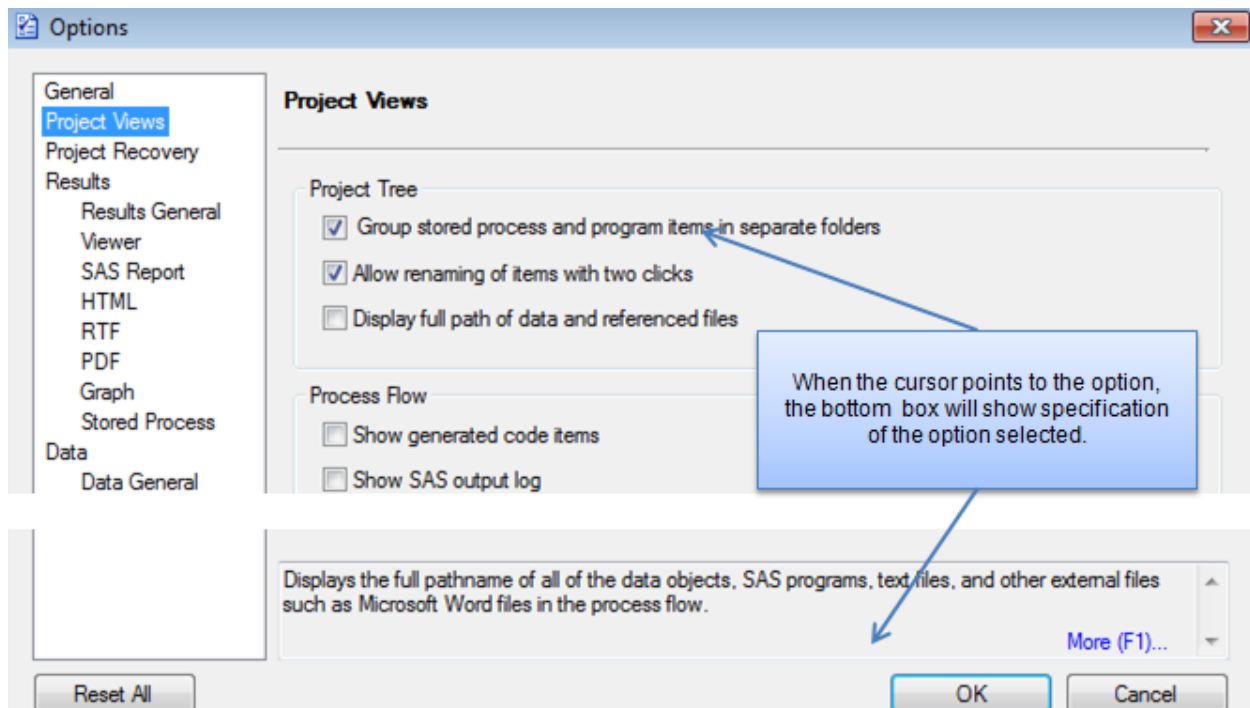 Options
General
Project Views
Project Recovery
Results
Results General
Viewer
SAS Report
HTML
RTF
PDF
Graph
Stored Process
Data
Data General
Project Views
Project Tree
Group stored process and program items in separate folders
Allow renaming of items with two clicks
Display full path of data and referenced files
Process Flow
Show generated code items
Show SAS output log
When the cursor points to the option,
the bottom box will show specification
of the option selected.
Displays the full pathname of all of the data objects, SAS programs, text files, and other external files
such as Microsoft Word files in the process flow.
More (F1)...
Reset All
OK
Cancel